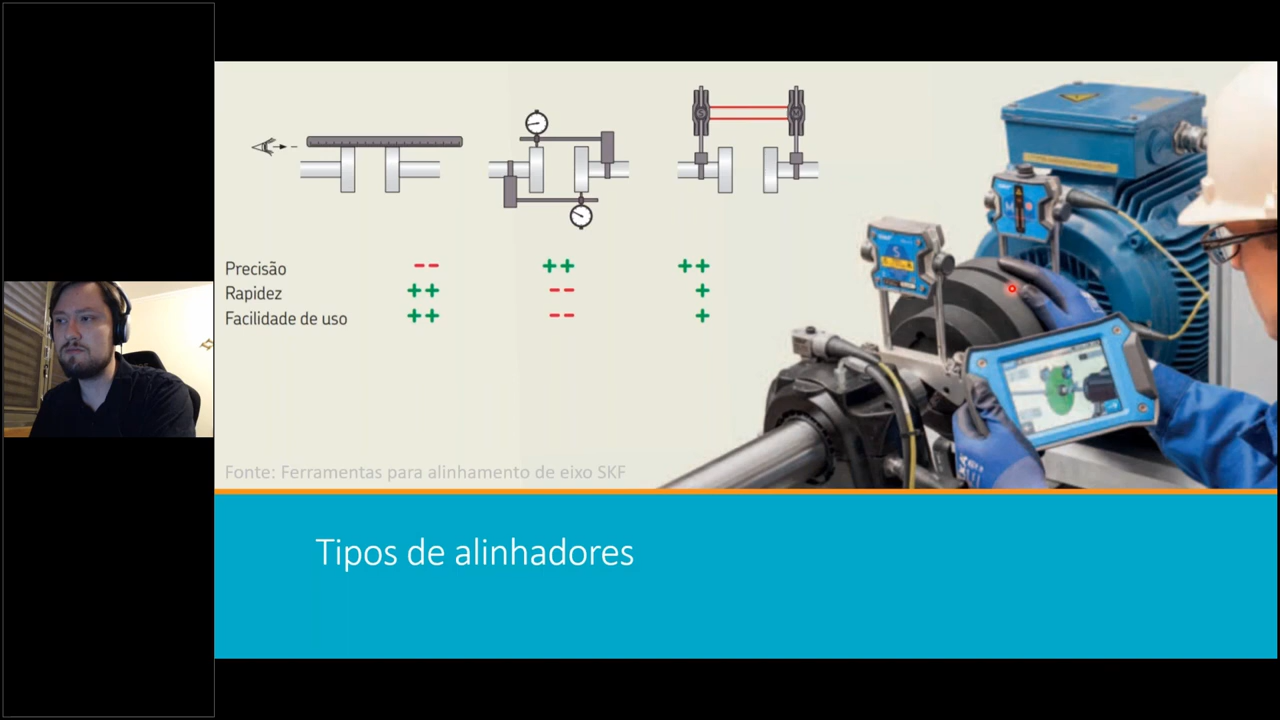 Precisão -- ++ ++
Rapidez ++ -- +
Facilidade de uso ++ -- +
Fonte: Ferramentas para alinhamento de eixo SKF
Tipos de alinhadores